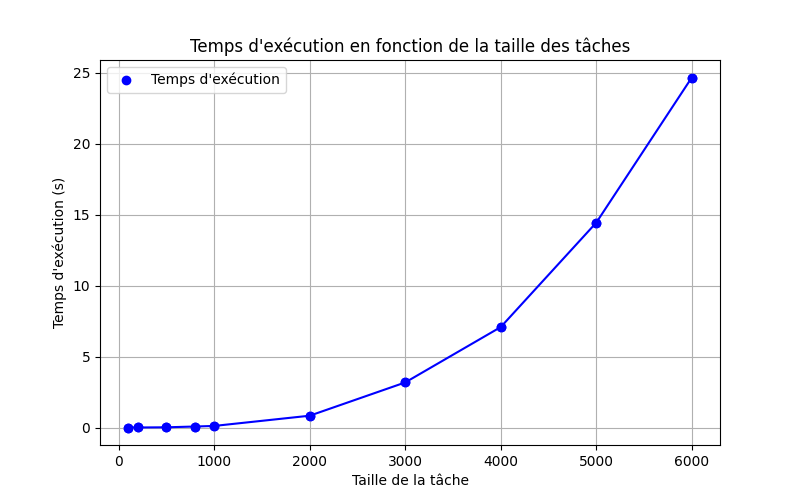 Temps d'exécution en fonction de la taille des tâches
Temps d'exécution
Temps d'exécution (s)
25
20
15
10
5
0
0 1000 2000 3000 4000 5000 6000
Taille de la tâche